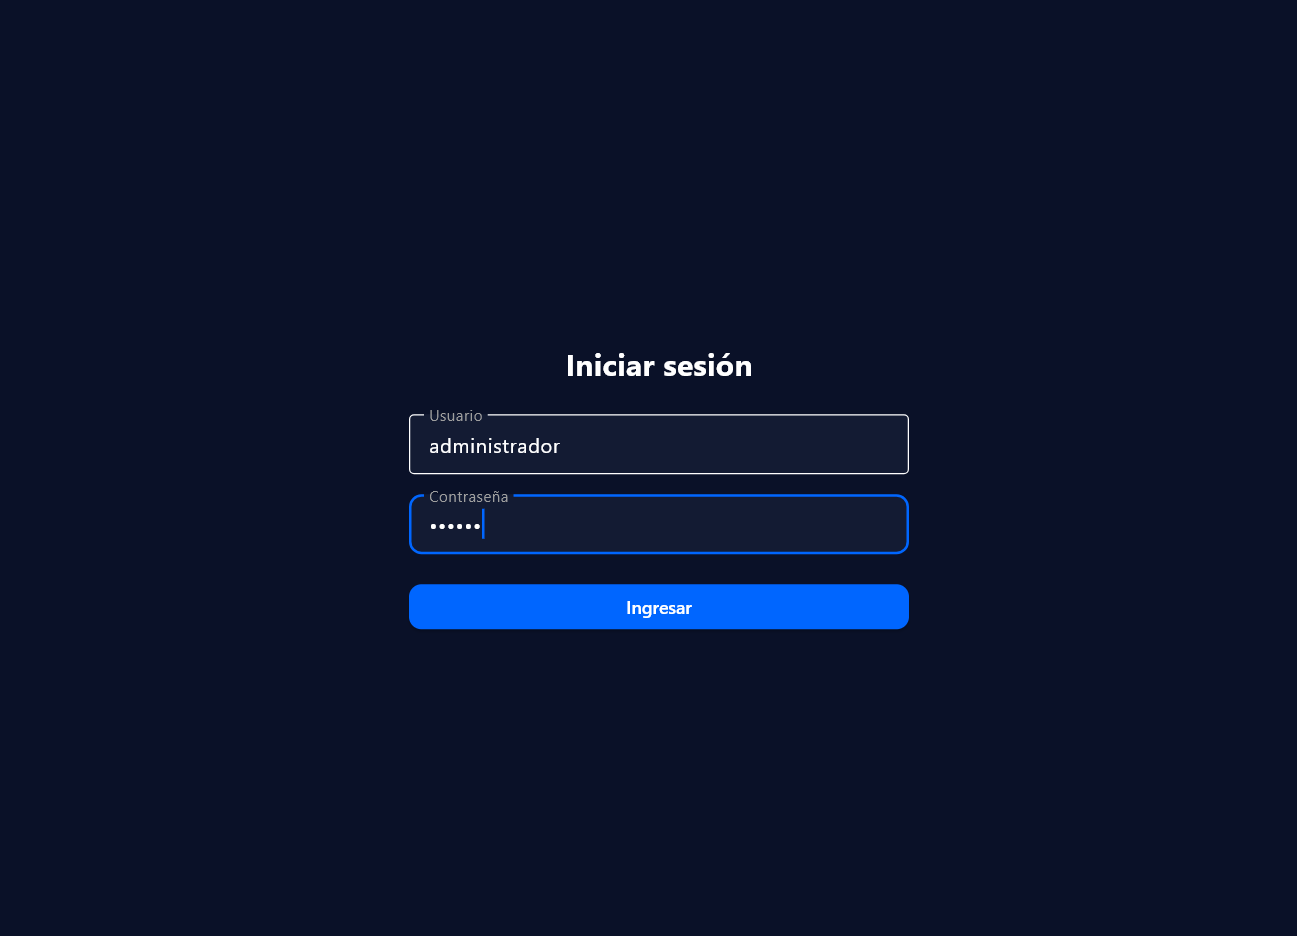 Iniciar sesión
Usuario
administrador
Contraseña
••••••
Ingresar